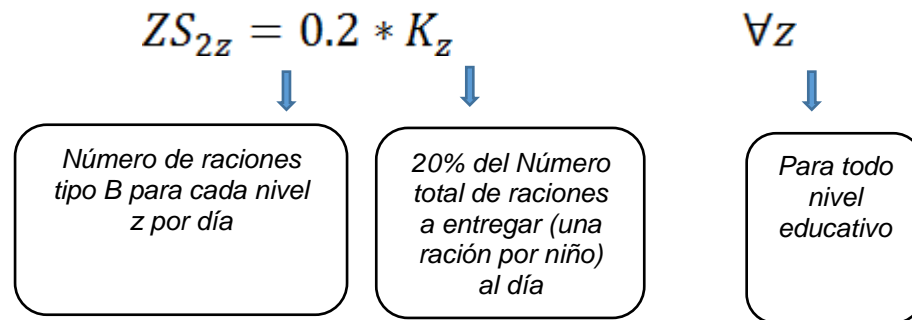 ZS₂z = 0.2 * Kz ∀z
Número de raciones
tipo B para cada nivel
z por día
20% del Número
total de raciones
a entregar (una
ración por niño)
al día
Para todo
nivel
educativo